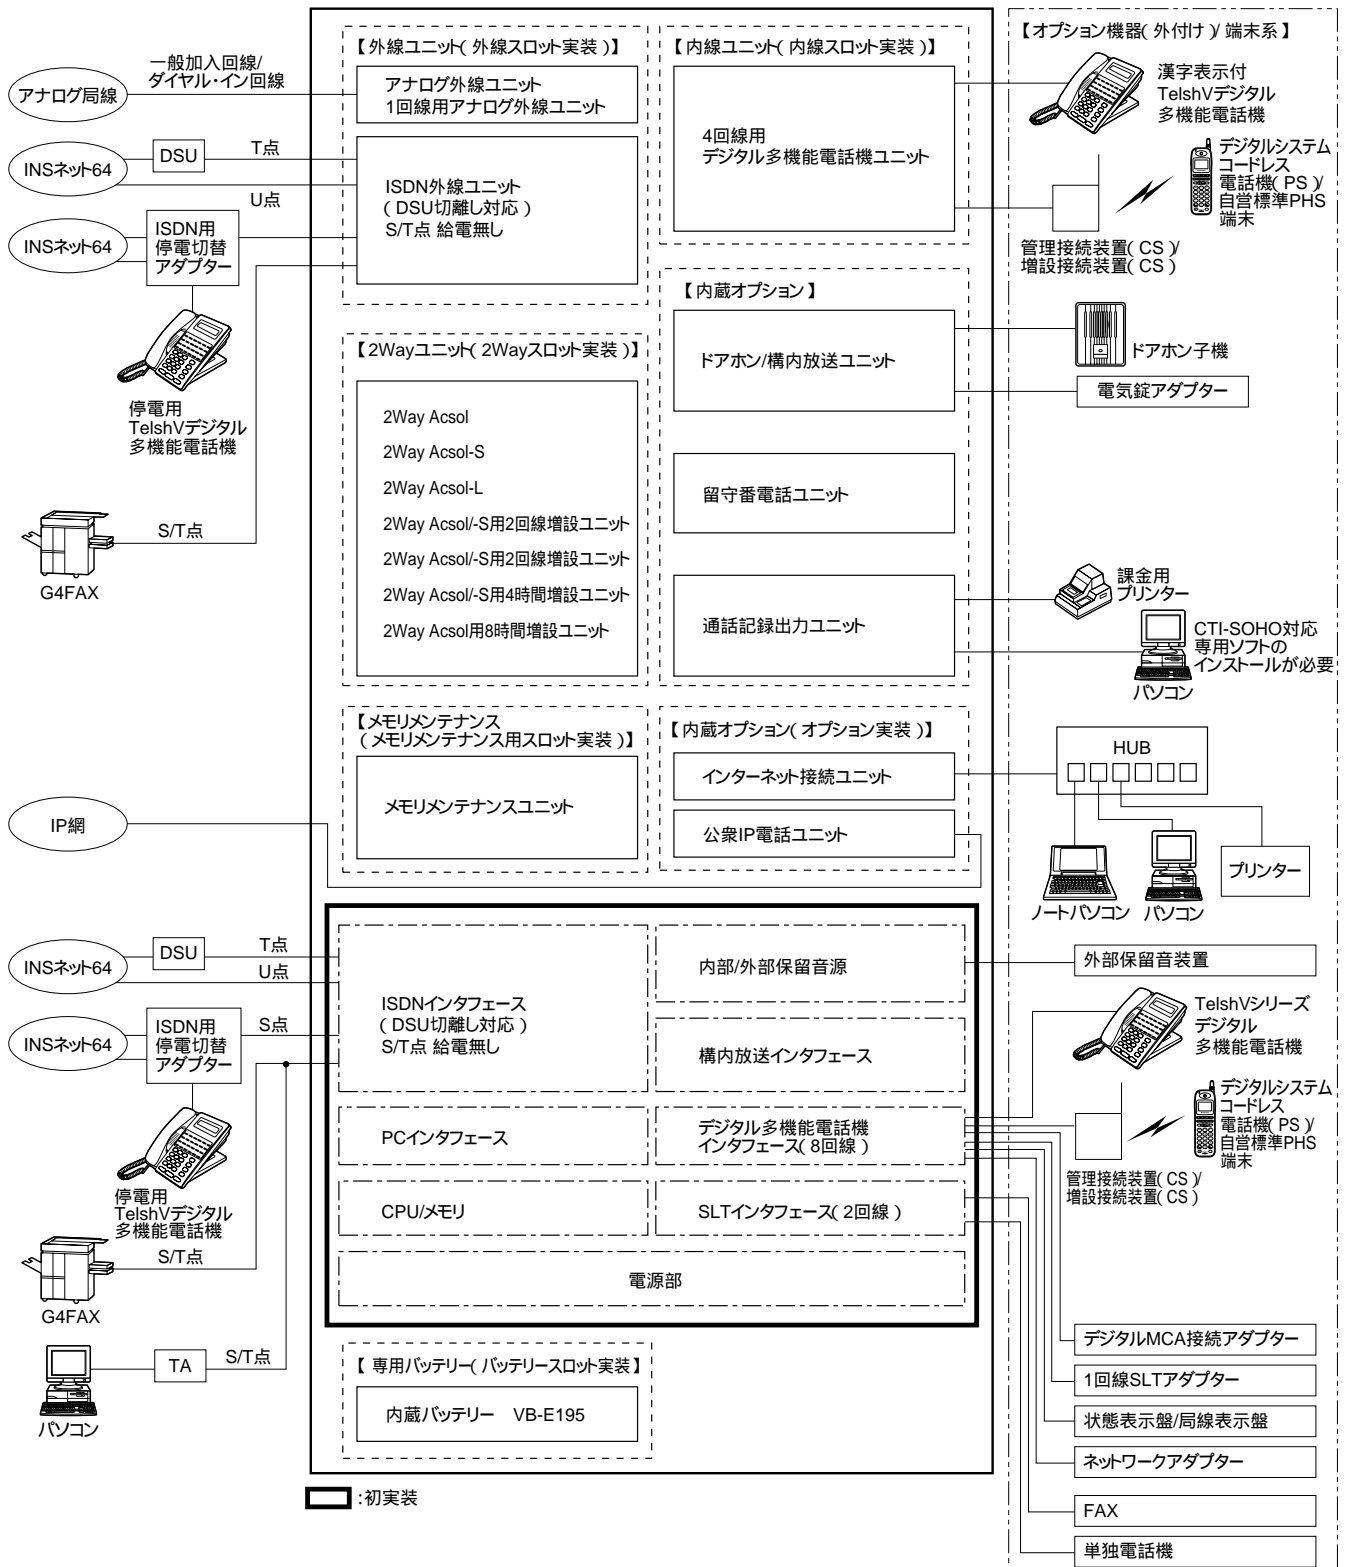 アナログ局線
一般加入回線/
ダイヤル・イン回線
INSネット64
DSU
T点
U点
INSネット64
ISDN用
停電切替
アダプター
停電用
TelshVデジタル
多機能電話機
S/T点
G4FAX
IP網
INSネット64
DSU
T点
U点
INSネット64
ISDN用
停電切替
アダプター
S点
停電用
TelshVデジタル
多機能電話機
S/T点
G4FAX
TA
S/T点
パソコン
【外線ユニット(外線スロット実装)】
アナログ外線ユニット
1回線用アナログ外線ユニット
ISDN外線ユニット
(DSU切離し対応)
S/T点 給電無し
【2Wayユニット(2Wayスロット実装)】
2Way Acsol
2Way Acsol-S
2Way Acsol-L
2Way Acsol/-S用2回線増設ユニット
2Way Acsol/-S用2回線増設ユニット
2Way Acsol/-S用4時間増設ユニット
2Way Acsol用8時間増設ユニット
【メモリメンテナンス
(メモリメンテナンス用スロット実装)】
メモリメンテナンスユニット
【内線ユニット(内線スロット実装)】
4回線用
デジタル多機能電話機ユニット
【内蔵オプション】
ドアホン/構内放送ユニット
留守番電話ユニット
通話記録出力ユニット
【内蔵オプション(オプション実装)】
インターネット接続ユニット
公衆IP電話ユニット
ISDNインタフェース
(DSU切離し対応)
S/T点 給電無し
内部/外部保留音源
構内放送インタフェース
PCインタフェース
デジタル多機能電話機
インタフェース(8回線)
CPU/メモリ
SLTインタフェース(2回線)
電源部
【専用バッテリー(バッテリースロット実装】
内蔵バッテリー VB-E195
:初実装
【オプション機器(外付け)/端末系】
漢字表示付
TelshVデジタル
多機能電話機
デジタルシステム
コードレス
電話機(PS)/
自営標準PHS
端末
管理接続装置(CS)/
増設接続装置(CS)
ドアホン子機
電気錠アダプター
課金用
プリンター
CTI-SOHO対応
専用ソフトの
インストールが必要
パソコン
HUB
ノートパソコン
パソコン
プリンター
外部保留音装置
TelshVシリーズ
デジタル
多機能電話機
デジタルシステム
コードレス
電話機(PS)/
自営標準PHS
端末
管理接続装置(CS)/
増設接続装置(CS)
デジタルMCA接続アダプター
1回線SLTアダプター
状態表示盤/局線表示盤
ネットワークアダプター
FAX
単独電話機